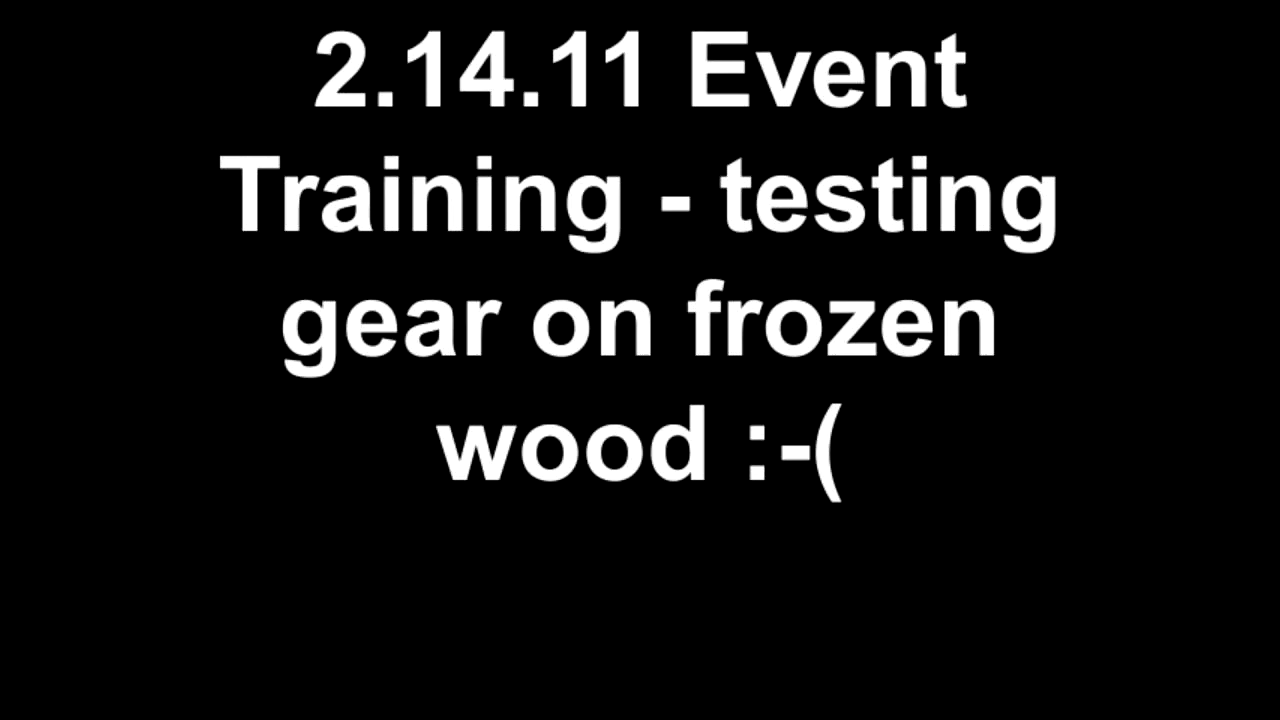 2.14.11 Event
Training - testing
gear on frozen
wood :-(